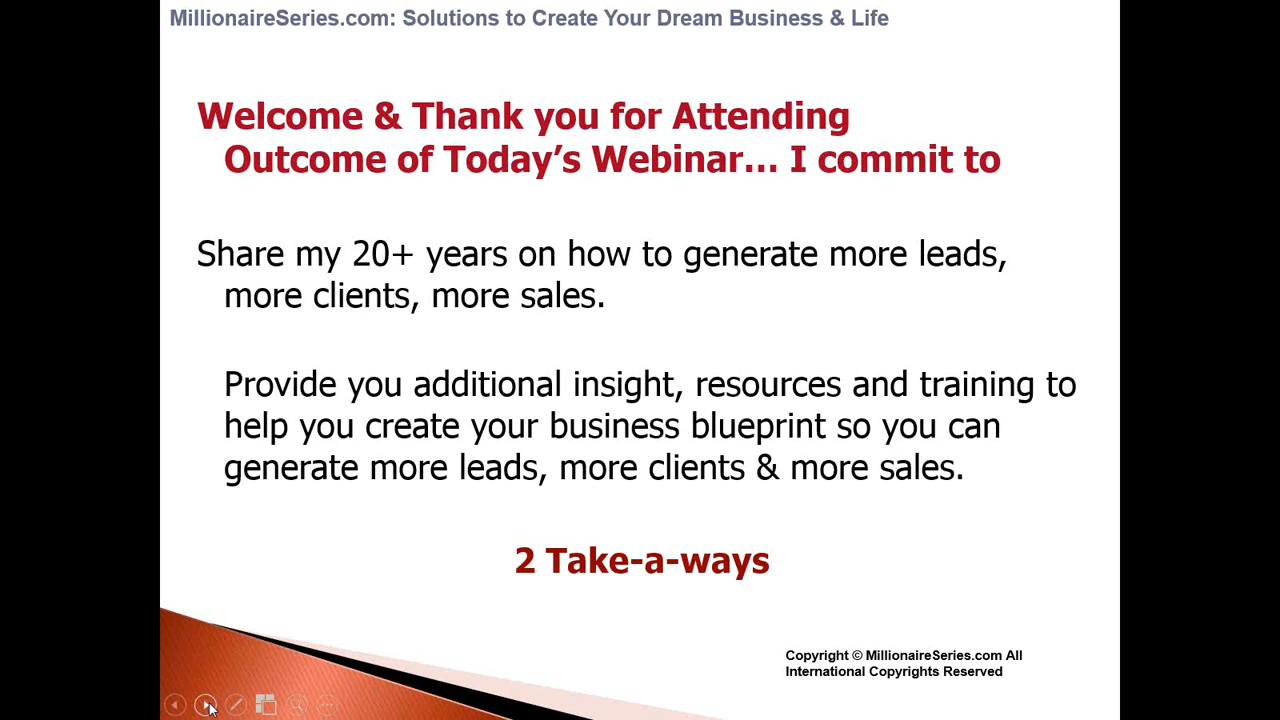 MillionaireSeries.com: Solutions to Create Your Dream Business & Life
Welcome & Thank you for Attending
Outcome of Today’s Webinar… I commit to
Share my 20+ years on how to generate more leads,
more clients, more sales.
Provide you additional insight, resources and training to
help you create your business blueprint so you can
generate more leads, more clients & more sales.
2 Take-a-ways
Copyright © MillionaireSeries.com All
International Copyrights Reserved